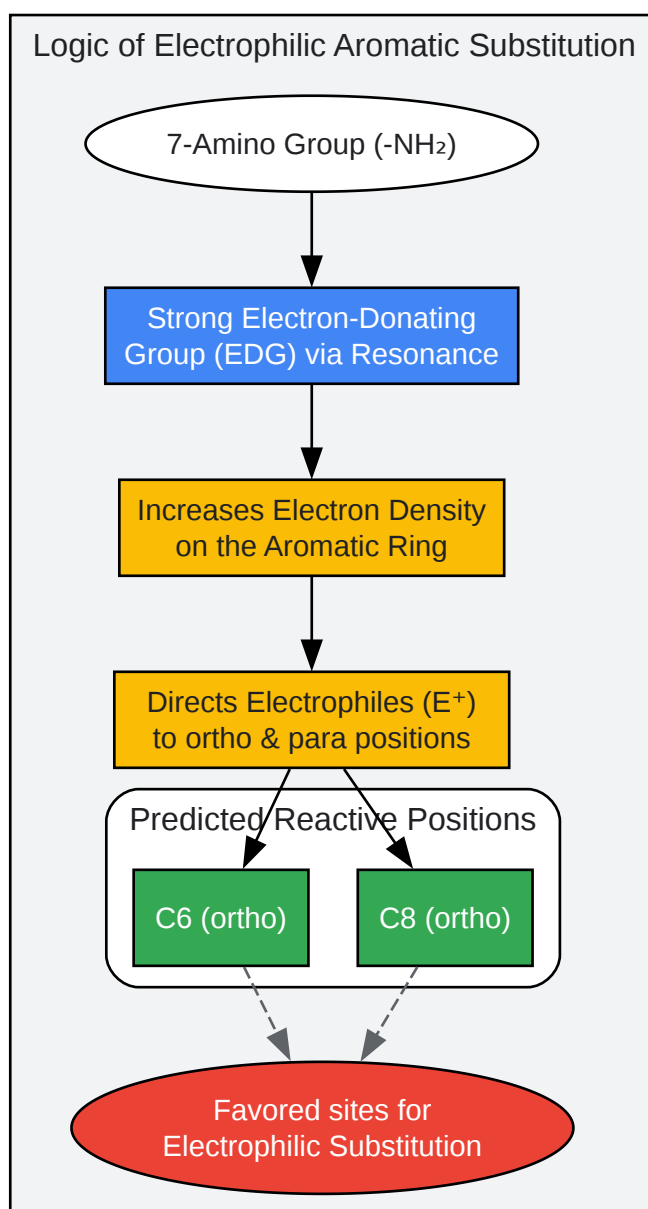 Logic of Electrophilic Aromatic Substitution
7-Amino Group (-NH₂)
Strong Electron-Donating
Group (EDG) via Resonance
Increases Electron Density
on the Aromatic Ring
Directs Electrophiles (E⁺)
to ortho & para positions
Predicted Reactive Positions
C6 (ortho)
C8 (ortho)
Favored sites for
Electrophilic Substitution